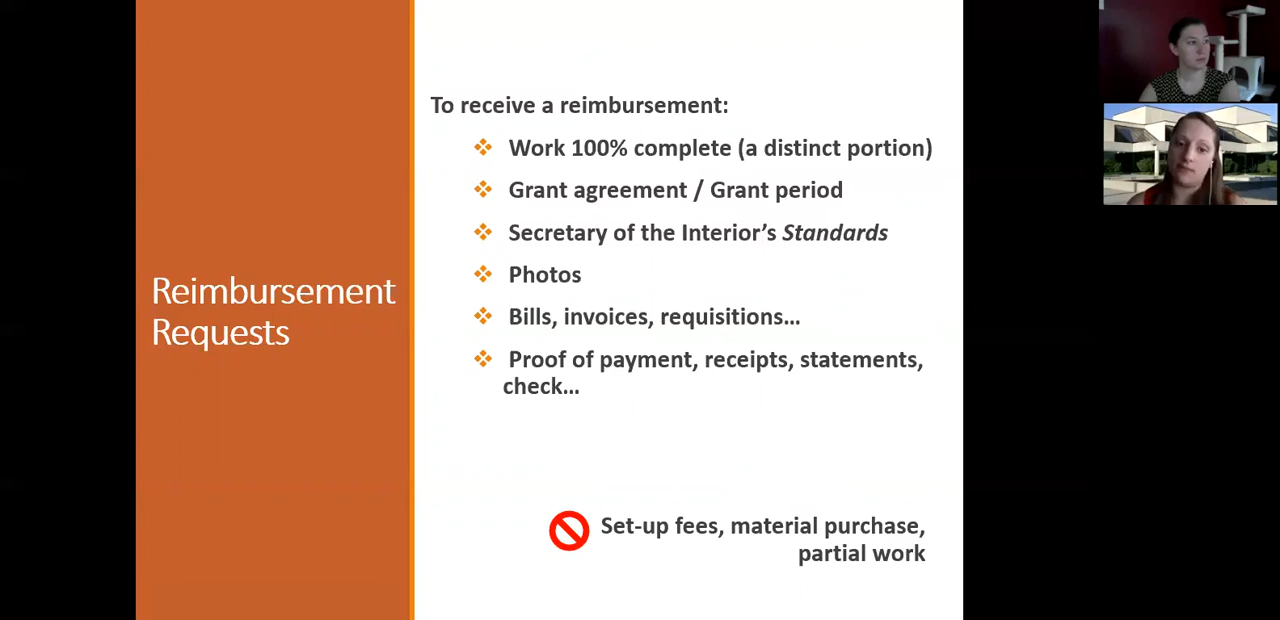 Reimbursement
Requests
To receive a reimbursement:
Work 100% complete (a distinct portion)
Grant agreement / Grant period
Secretary of the Interior’s Standards
Photos
Bills, invoices, requisitions…
Proof of payment, receipts, statements,
check…
Set-up fees, material purchase,
partial work